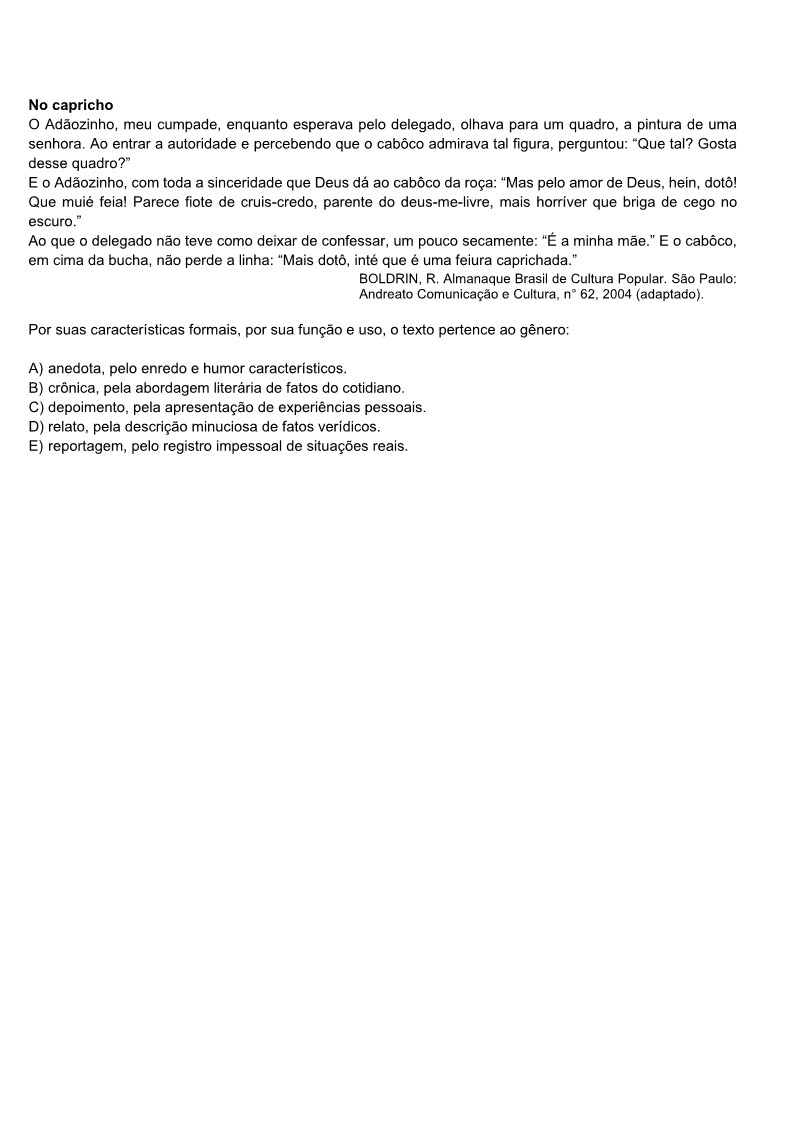 No capricho
O Adãozinho, meu cumpade, enquanto esperava pelo delegado, olhava para um quadro, a pintura de uma
senhora. Ao entrar a autoridade e percebendo que o cabôco admirava tal figura, perguntou: “Que tal? Gosta
desse quadro?”
E o Adãozinho, com toda a sinceridade que Deus dá ao cabôco da roça: “Mas pelo amor de Deus, hein, dotô!
Que muié feia! Parece fiote de cruis-credo, parente do deus-me-livre, mais horríver que briga de cego no
escuro.”
Ao que o delegado não teve como deixar de confessar, um pouco secamente: “É a minha mãe.” E o cabôco,
em cima da bucha, não perde a linha: “Mais dotô, inté que é uma feiura caprichada.”
BOLDRIN, R. Almanaque Brasil de Cultura Popular. São Paulo:
Andreato Comunicação e Cultura, n° 62, 2004 (adaptado).
Por suas características formais, por sua função e uso, o texto pertence ao gênero:
A) anedota, pelo enredo e humor característicos.
B) crônica, pela abordagem literária de fatos do cotidiano.
C) depoimento, pela apresentação de experiências pessoais.
D) relato, pela descrição minuciosa de fatos verídicos.
E) reportagem, pelo registro impessoal de situações reais.